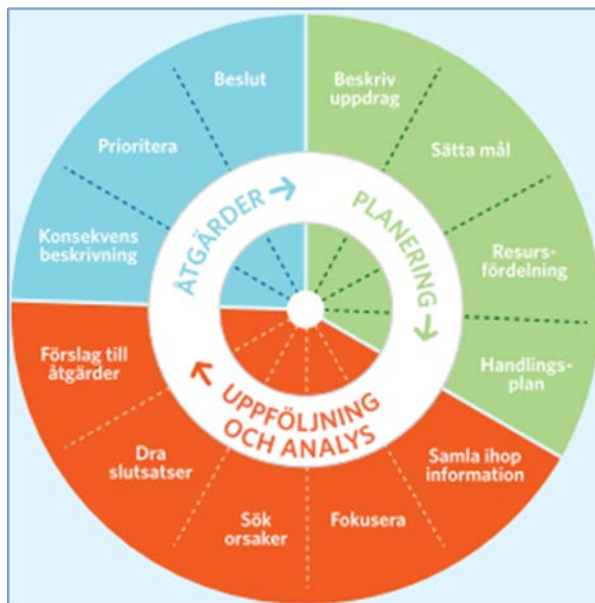 Beslut
Beskriv
uppdrag
Prioritera
Sätta mål
Konsekvens
beskrivning
Resurs-
fördelning
Handlings-
plan
ÅTGÄRDER
PLANERING
UPPFÖLJNING
OCH ANALYS
Förslag till
åtgärder
Samla ihop
information
Dra
slutsatser
Sök
orsaker
Fokusera